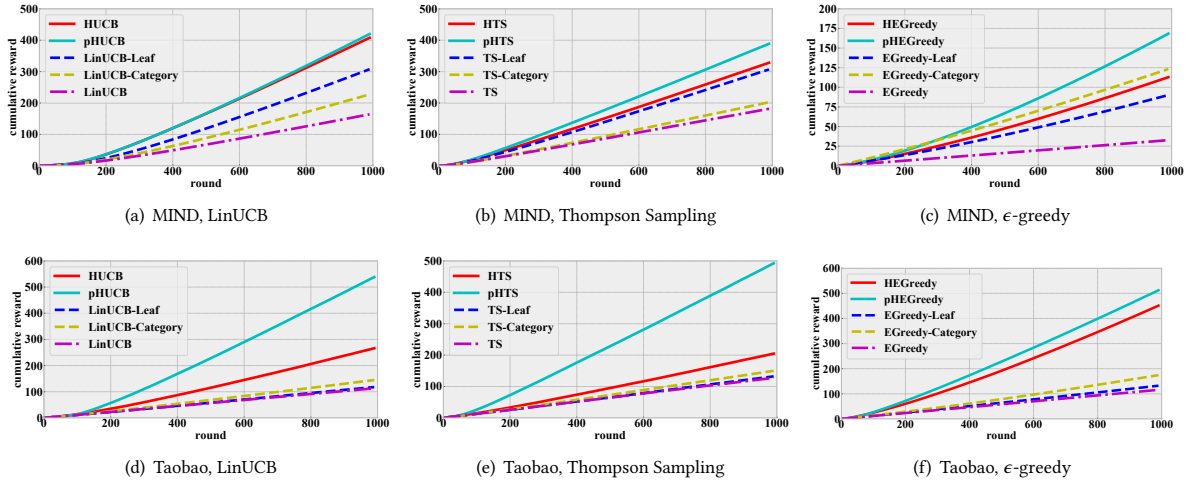 500
400
300
200
100
0
cumulative reward
HUCB
pHUCB
LinUCB-Leaf
LinUCB-Category
LinUCB
0 200 400 600 800 1000
round
(a) MIND, LinUCB
500
400
300
200
100
0
cumulative reward
HTS
pHTS
TS-Leaf
TS-Category
TS
0 200 400 600 800 1000
round
(b) MIND, Thompson Sampling
200
175
150
125
100
75
50
25
0
cumulative reward
HEGreedy
pHEGreedy
EGreedy-Leaf
EGreedy-Category
EGreedy
0 200 400 600 800 1000
round
(c) MIND, ϵ-greedy
600
500
400
300
200
100
0
cumulative reward
HUCB
pHUCB
LinUCB-Leaf
LinUCB-Category
LinUCB
0 200 400 600 800 1000
round
(d) Taobao, LinUCB
500
400
300
200
100
0
cumulative reward
HTS
pHTS
TS-Leaf
TS-Category
TS
0 200 400 600 800 1000
round
(e) Taobao, Thompson Sampling
600
500
400
300
200
100
0
cumulative reward
HEGreedy
pHEGreedy
EGreedy-Leaf
EGreedy-Category
EGreedy
0 200 400 600 800 1000
round
(f) Taobao, ϵ-greedy